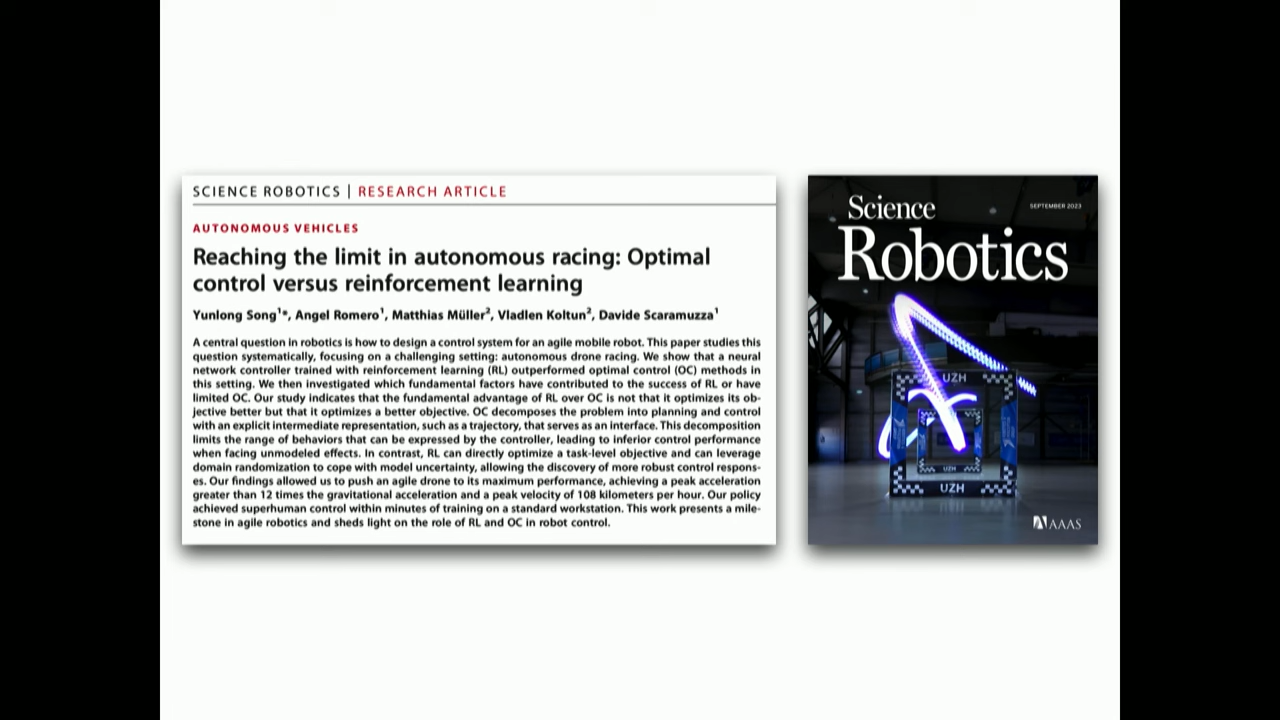 SCIENCE ROBOTICS | RESEARCH ARTICLE
AUTONOMOUS VEHICLES
Reaching the limit in autonomous racing: Optimal
control versus reinforcement learning
Yunlong Song¹*, Angel Romero¹, Matthias Müller², Vladlen Koltun², Davide Scaramuzza¹
A central question in robotics is how to design a control system for an agile mobile robot. This paper studies this
question systematically, focusing on a challenging setting: autonomous drone racing. We show that a neural
network controller trained with reinforcement learning (RL) outperformed optimal control (OC) methods in
this setting. We then investigated which fundamental factors have contributed to the success of RL or have
limited OC. Our study indicates that the fundamental advantage of RL over OC is not that it optimizes its ob-
jective better but that it optimizes a better objective. OC decomposes the problem into planning and control
with an explicit intermediate representation, such as a trajectory, that serves as an interface. This decomposition
limits the range of behaviors that can be expressed by the controller, leading to inferior control performance
when facing unmodeled effects. In contrast, RL can directly optimize a task-level objective and can leverage
domain randomization to cope with model uncertainty, allowing the discovery of more robust control respons-
es. Our findings allowed us to push an agile drone to its maximum performance, achieving a peak acceleration
greater than 12 times the gravitational acceleration and a peak velocity of 108 kilometers per hour. Our policy
achieved superhuman control within minutes of training on a standard workstation. This work presents a mile-
stone in agile robotics and sheds light on the role of RL and OC in robot control.
Science
SEPTEMBER 2023
Robotics
UZH
UZH
UZH
AAAS